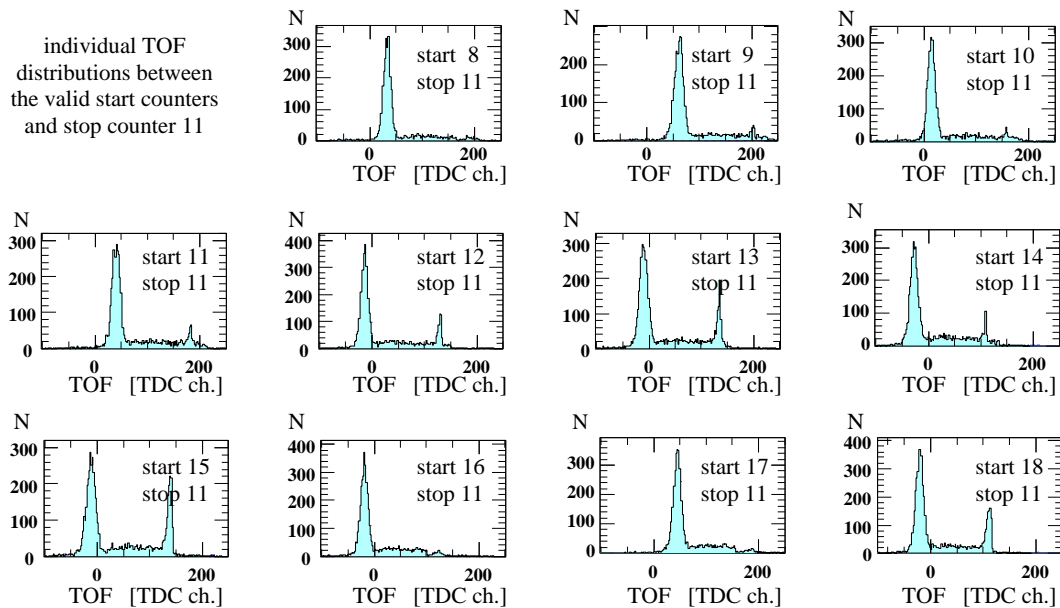 individual TOF
distributions between
the valid start counters
and stop counter 11
N
300
200
100
0
start 8
stop 11
0 200
TOF [TDC ch.]
N
200
100
0
start 9
stop 11
0 200
TOF [TDC ch.]
N
300
200
100
0
start 10
stop 11
0 200
TOF [TDC ch.]
N
300
200
100
0
start 11
stop 11
0 200
TOF [TDC ch.]
N
400
300
200
100
0
start 12
stop 11
0 200
TOF [TDC ch.]
N
300
200
100
0
start 13
stop 11
0 200
TOF [TDC ch.]
N
300
200
100
0
start 14
stop 11
0 200
TOF [TDC ch.]
N
300
200
100
0
start 15
stop 11
0 200
TOF [TDC ch.]
N
400
300
200
100
0
start 16
stop 11
0 200
TOF [TDC ch.]
N
300
200
100
0
start 17
stop 11
0 200
TOF [TDC ch.]
N
400
300
200
100
0
start 18
stop 11
0 200
TOF [TDC ch.]